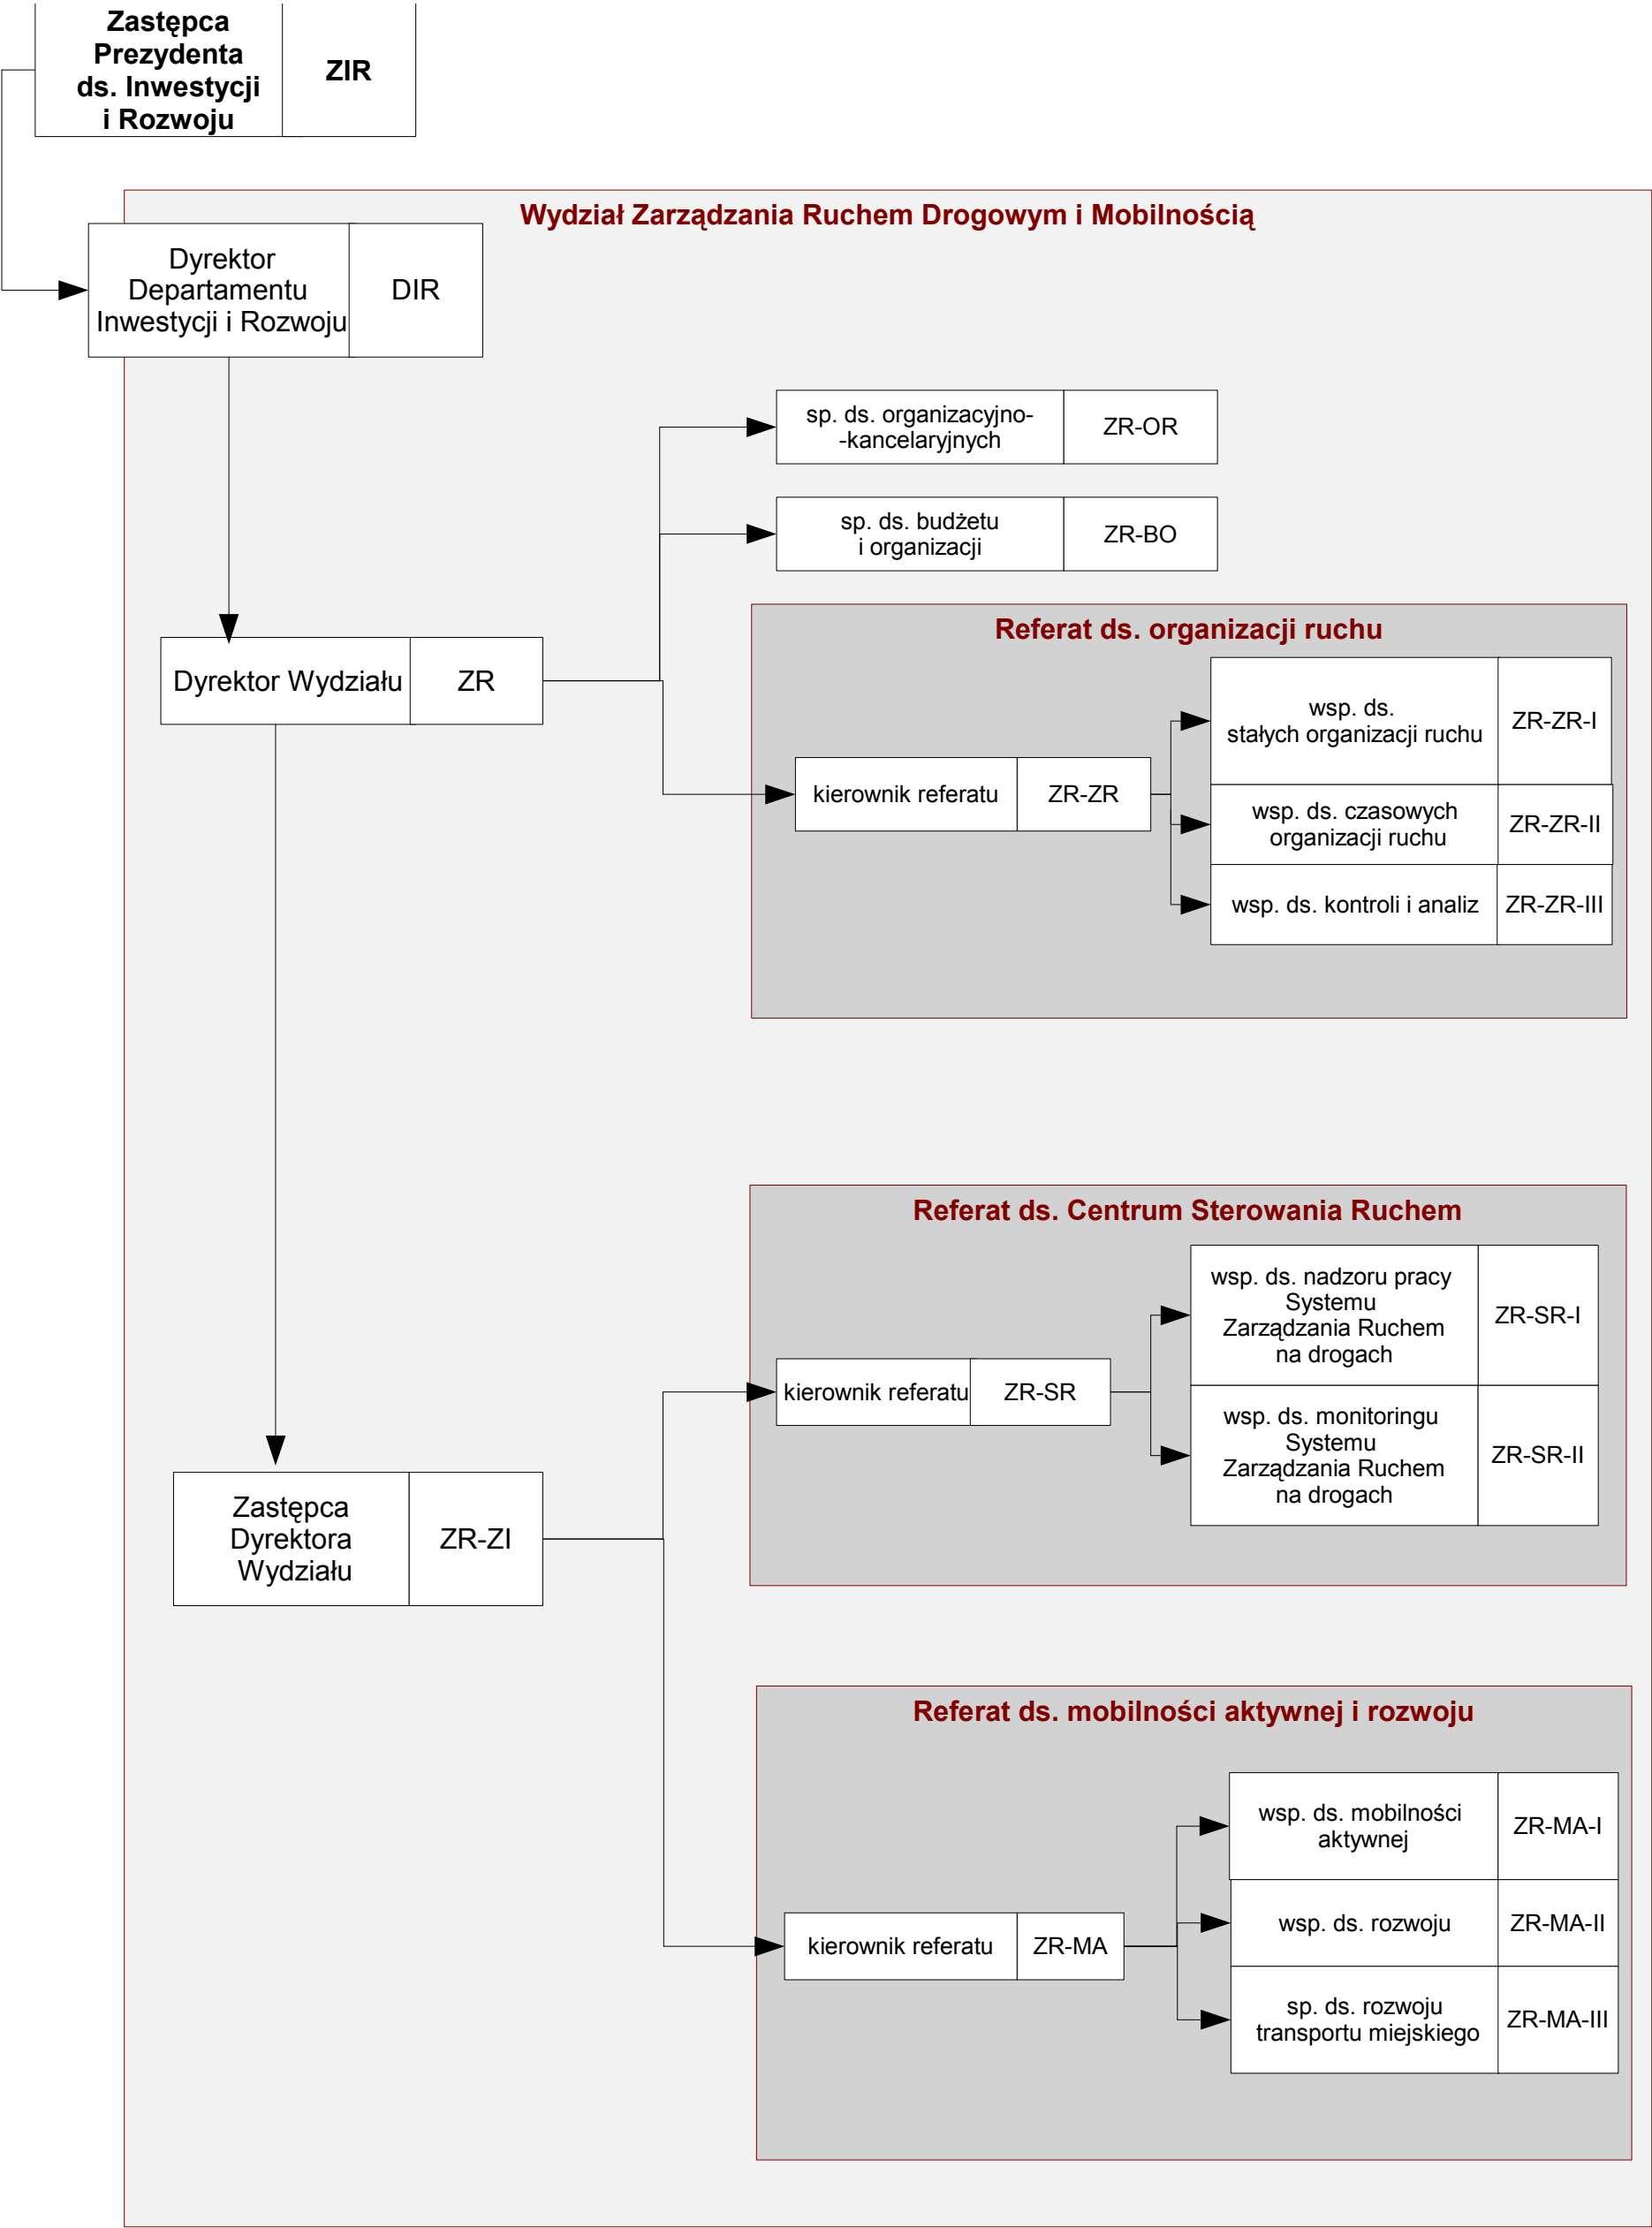 Zastępca
Prezydenta
ds. Inwestycji
i Rozwoju
ZIR
Wydział Zarządzania Ruchem Drogowym i Mobilnością
Dyrektor
Departamentu
Inwestycji i Rozwoju
DIR
sp. ds. organizacyjno-
-kancelaryjnych
ZR-OR
sp. ds. budżetu
i organizacji
ZR-BO
Dyrektor Wydziału
ZR
Referat ds. organizacji ruchu
kierownik referatu
ZR-ZR
wsp. ds.
stałych organizacji ruchu
ZR-ZR-I
wsp. ds. czasowych
organizacji ruchu
ZR-ZR-II
wsp. ds. kontroli i analiz
ZR-ZR-III
Zastępca
Dyrektora
Wydziału
ZR-ZI
Referat ds. Centrum Sterowania Ruchem
kierownik referatu
ZR-SR
wsp. ds. nadzoru pracy
Systemu
Zarządzania Ruchem
na drogach
ZR-SR-I
wsp. ds. monitoringu
Systemu
Zarządzania Ruchem
na drogach
ZR-SR-II
Referat ds. mobilności aktywnej i rozwoju
kierownik referatu
ZR-MA
wsp. ds. mobilności
aktywnej
ZR-MA-I
wsp. ds. rozwoju
ZR-MA-II
sp. ds. rozwoju
transportu miejskiego
ZR-MA-III